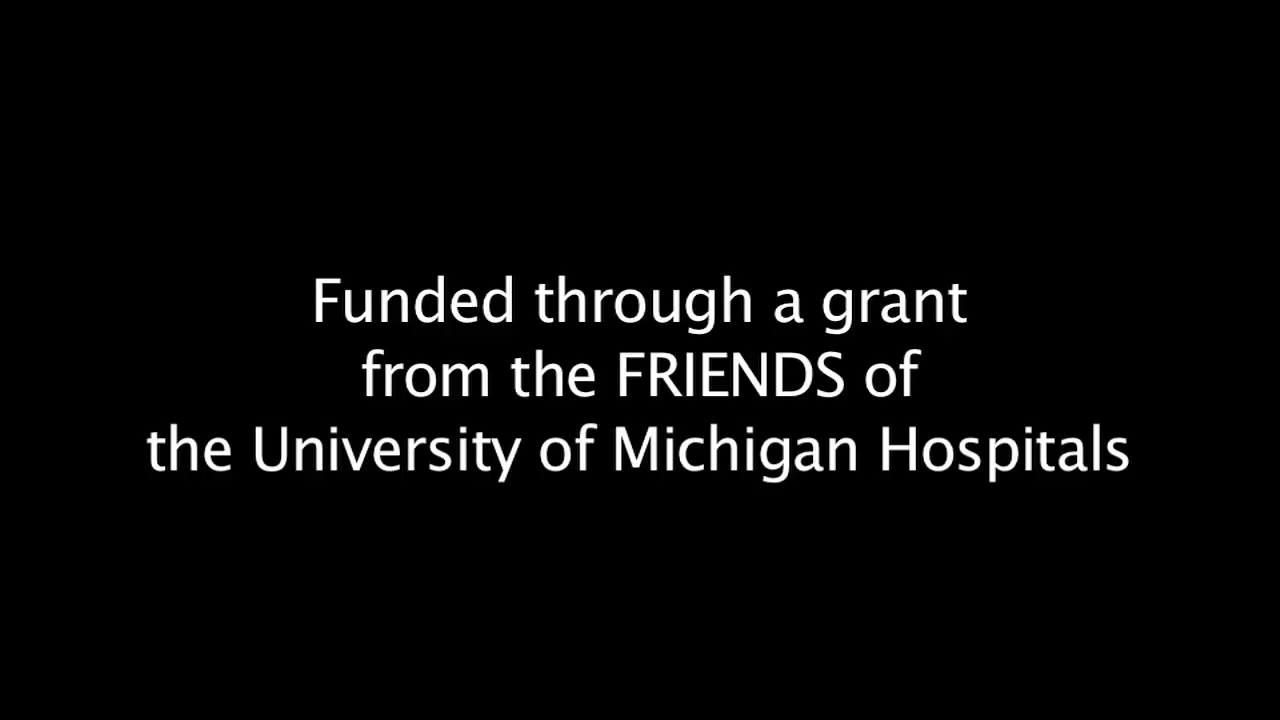 Funded through a grant
from the FRIENDS of
the University of Michigan Hospitals